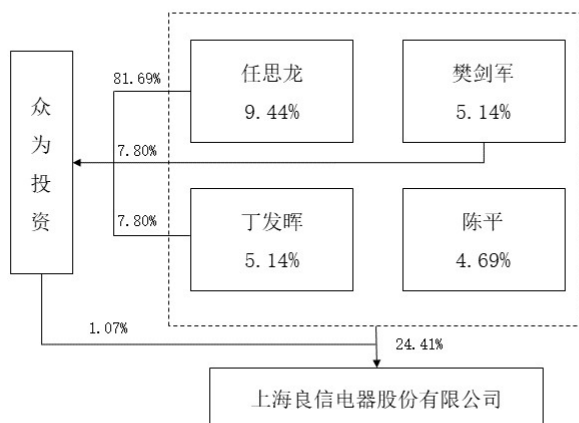 任思龙
9.44%
樊剑军
5.14%
81.69%
众为投资
7.80%
7.80%
丁发晖
5.14%
陈平
4.69%
1.07%
24.41%
上海良信电器股份有限公司